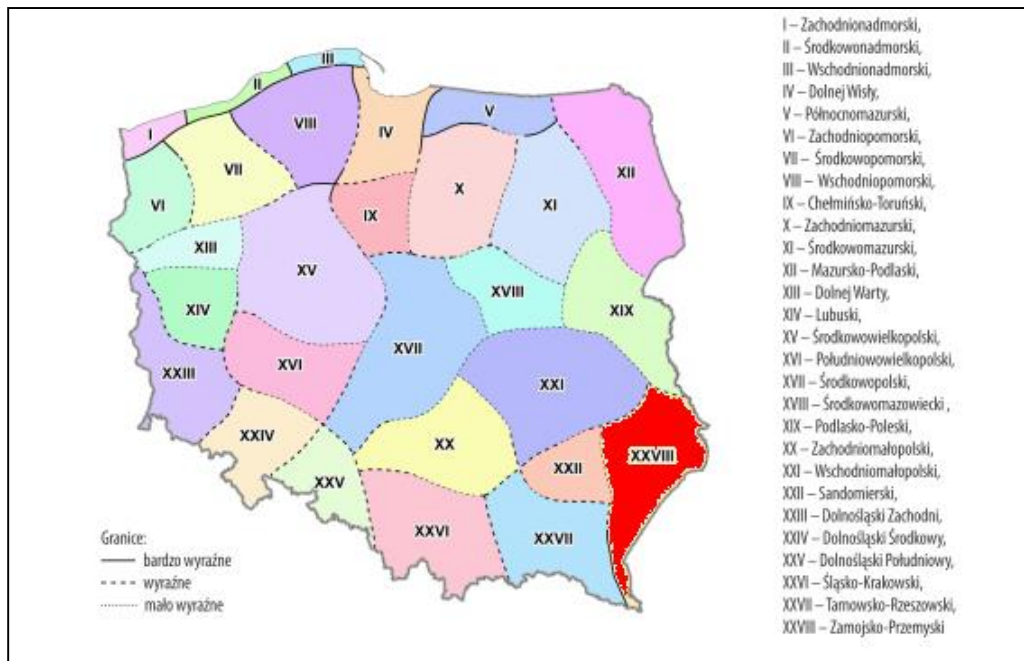 I – Zachodnionadmorski,
II – Środkowonadmorski,
III – Wschodnionadmorski,
IV – Dolnej Wisły,
V – Północnomazurski,
VI – Zachodniopomorski,
VII – Środkowopomorski,
VIII – Wschodniopomorski,
IX – Chełmińsko-Toruński,
X – Zachodniomazurski,
XI – Środkowomazurski,
XII – Mazursko-Podlaski,
XIII – Dolnej Warty,
XIV – Lubuski,
XV – Środkowowielkopolski,
XVI – Południowowielkopolski,
XVII – Środkowopolski,
XVIII – Środkowomazowiecki ,
XIX – Podlasko-Poleski,
XX – Zachodniomałopolski,
XXI – Wschodniomałopolski,
XXII – Sandomierski,
XXIII – Dolnośląski Zachodni,
XXIV – Dolnośląski Środkowy,
XXV – Dolnośląski Południowy,
XXVI – Śląsko-Krakowski,
XXVII – Tarnowsko-Rzeszowski,
XXVIII – Zamojsko-Przemyski
III
II
I
VIII
IV
V
VII
XII
VI
X
XI
IX
XIII
XV
XVIII
XIV
XIX
XVII
XVI
XXIII
XXI
XXIV
XX
XXVIII
XXII
XXV
XXVI
XXVII
Granice:
bardzo wyraźne
wyraźne
mało wyraźne